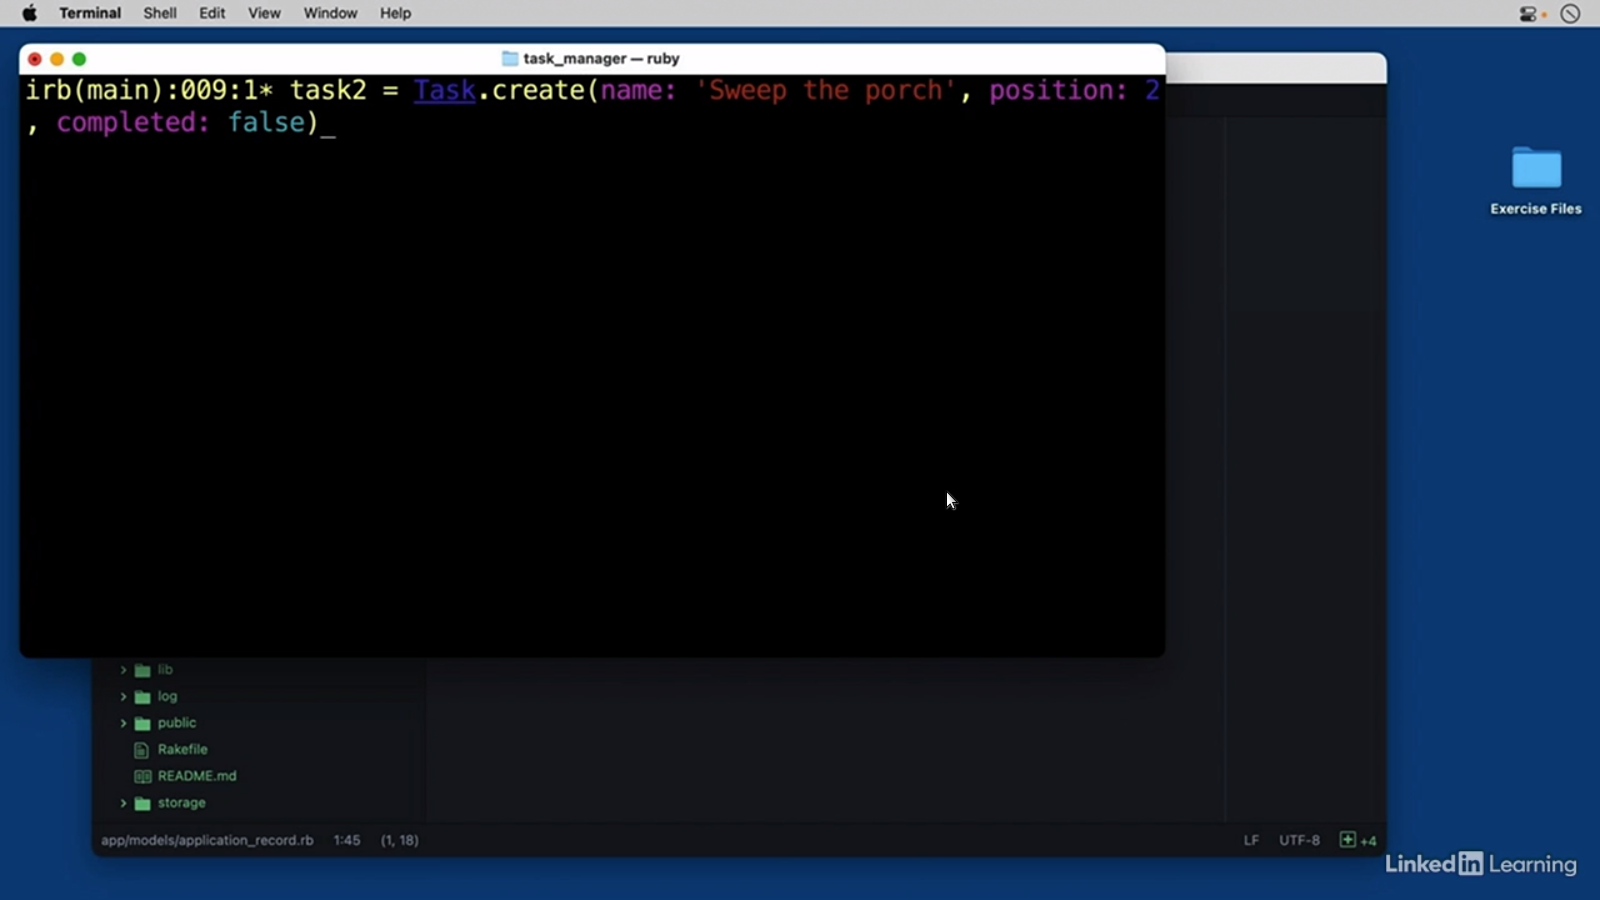 Terminal Shell Edit View Window Help
task_manager — ruby
irb(main):009:1* task2 = Task.create(name: 'Sweep the porch', position: 2
, completed: false)_
Exercise Files
lib
log
public
Rakefile
README.md
storage
app/models/application_record.rb 1:45 (1, 18) LF UTF-8 +4
LinkedIn Learning